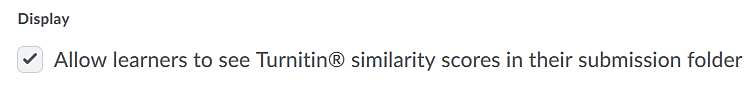 Display
Allow learners to see Turnitin® similarity scores in their submission folder